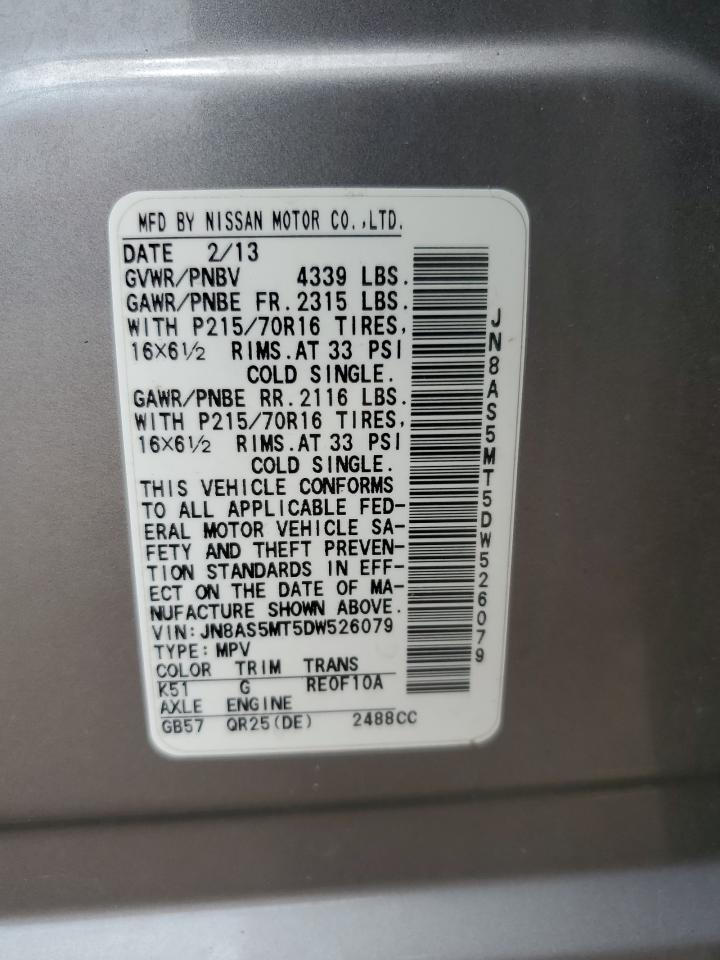 MFD BY NISSAN MOTOR CO.,LTD.
DATE 2/13
GVWR/PNBV 4339 LBS.
GAWR/PNBE FR. 2315 LBS.
WITH P215/70R16 TIRES,
16×6½ RIMS. AT 33 PSI
COLD SINGLE.
GAWR/PNBE RR. 2116 LBS.
WITH P215/70R16 TIRES,
16×6½ RIMS. AT 33 PSI
COLD SINGLE.
THIS VEHICLE CONFORMS
TO ALL APPLICABLE FED-
ERAL MOTOR VEHICLE SA-
FETY AND THEFT PREVEN-
TION STANDARDS IN EFF-
ECT ON THE DATE OF MA-
NUFACTURE SHOWN ABOVE.
VIN: JN8AS5MT5DW526079
TYPE: MPV
COLOR TRIM TRANS
K51 G RE0F10A
AXLE ENGINE
GB57 QR25(DE) 2488CC
JN8AS5MT5DW526079